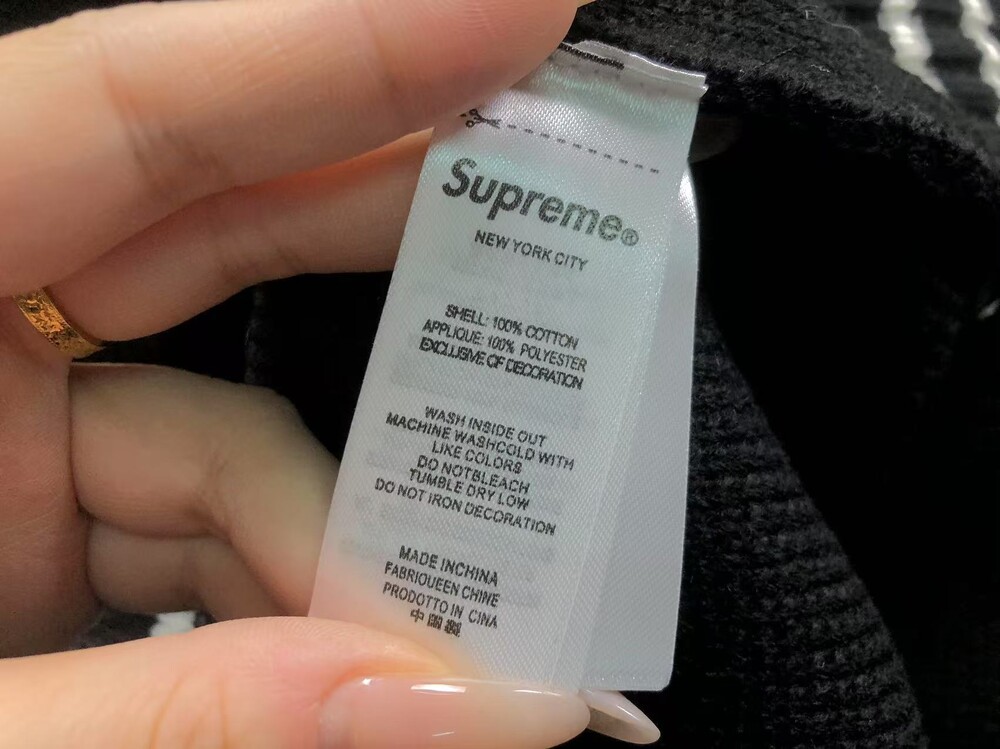 Supreme®
NEW YORK CITY
SHELL: 100% COTTON
APPLIQUE: 100% POLYESTER
EXCLUSIVE OF DECORATION
WASH INSIDE OUT
MACHINE WASHCOLD WITH
LIKE COLORS
DO NOTBLEACH
TUMBLE DRY LOW
DO NOT IRON DECORATION
MADE INCHINA
FABRIQUEEN CHINE
PRODOTTO IN CINA
中國製